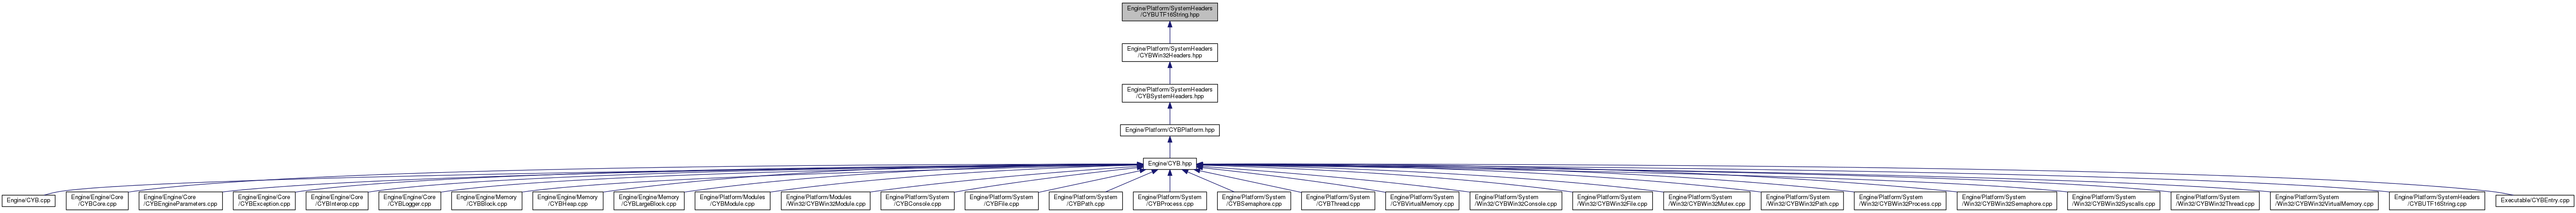 Engine/Platform/SystemHeaders
/CYBUTF16String.hpp
Engine/Platform/SystemHeaders
/CYBWin32Headers.hpp
Engine/Platform/SystemHeaders
/CYBSystemHeaders.hpp
Engine/Platform/CYBPlatform.hpp
Engine/CYB.hpp
Engine/CYB.cpp
Engine/Engine/Core
/CYBCore.cpp
Engine/Engine/Core
/CYBEngineParameters.cpp
Engine/Engine/Core
/CYBException.cpp
Engine/Engine/Core
/CYBInterop.cpp
Engine/Engine/Core
/CYBLogger.cpp
Engine/Engine/Memory
/CYBBlock.cpp
Engine/Engine/Memory
/CYBHeap.cpp
Engine/Engine/Memory
/CYBLargeBlock.cpp
Engine/Platform/Modules
/CYBModule.cpp
Engine/Platform/Modules
/Win32/CYBWin32Module.cpp
Engine/Platform/System
/CYBConsole.cpp
Engine/Platform/System
/CYBFile.cpp
Engine/Platform/System
/CYBPath.cpp
Engine/Platform/System
/CYBProcess.cpp
Engine/Platform/System
/CYBSemaphore.cpp
Engine/Platform/System
/CYBThread.cpp
Engine/Platform/System
/CYBVirtualMemory.cpp
Engine/Platform/System
/Win32/CYBWin32Console.cpp
Engine/Platform/System
/Win32/CYBWin32File.cpp
Engine/Platform/System
/Win32/CYBWin32Mutex.cpp
Engine/Platform/System
/Win32/CYBWin32Path.cpp
Engine/Platform/System
/Win32/CYBWin32Process.cpp
Engine/Platform/System
/Win32/CYBWin32Semaphore.cpp
Engine/Platform/System
/Win32/CYBWin32Syscalls.cpp
Engine/Platform/System
/Win32/CYBWin32Thread.cpp
Engine/Platform/System
/Win32/CYBWin32VirtualMemory.cpp
Engine/Platform/SystemHeaders
/CYBUTF16String.cpp
Executable/CYBEntry.cpp